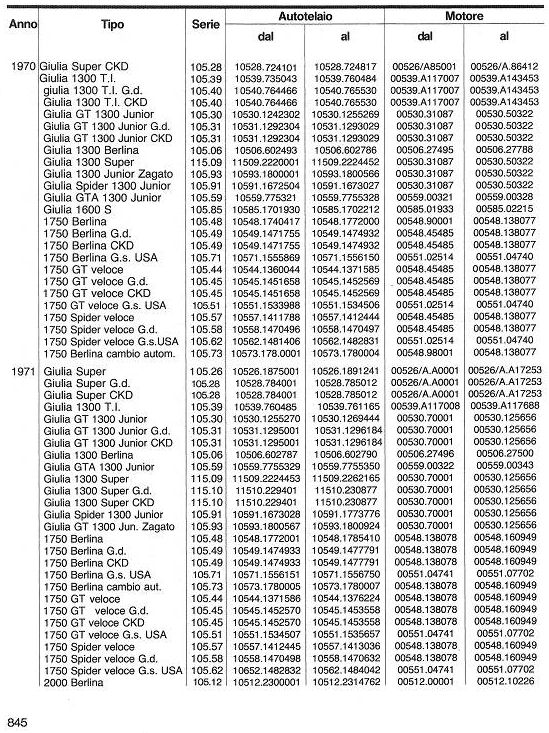 Anno Tipo Serie Autotelaio Motore
dal al dal al
1970 Giulia Super CKD 105.28 10528.724101 10528.724817 00526/A85001 00526/A.86412
Giulia 1300 T.I. 105.39 10539.735043 10539.760484 00539.A117007 00539.A143453
giulia 1300 T.I. G.d. 105.40 10540.764466 10540.765530 00539.A117007 00539.A143453
Giulia 1300 T.I. CKD 105.40 10540.764466 10540.765530 00539.A117007 00539.A143453
Giulia GT 1300 Junior 105.30 10530.1242302 10530.1255269 00530.31087 00530.50322
Giulia GT 1300 Junior G.d. 105.31 10531.1292304 10531.1293029 00530.31087 00530.50322
Giulia GT 1300 Junior CKD 105.31 10531.1292304 10531.1293029 00530.31087 00530.50322
Giulia 1300 Berlina 105.06 10506.602493 10506.602786 00506.27495 00506.27788
Giulia 1300 Super 115.09 11509.2220001 11509.2224452 00530.31087 00530.50322
Giulia 1300 Junior Zagato 105.93 10593.1800001 10593.1800566 00530.31087 00530.50322
Giulia Spider 1300 Junior 105.91 10591.1672504 10591.1673027 00530.31087 00530.50322
Giulia GTA 1300 Junior 105.59 10559.775321 10559.7755328 00559.00321 00559.00328
Giulia 1600 S 105.85 10585.1701930 10585.1702212 00585.01933 00585.02215
1750 Berlina 105.48 10548.1740417 10548.1772000 00548.90001 00548.138077
1750 Berlina G.d. 105.49 10549.1471755 10549.1474932 00548.45485 00548.138077
1750 Berlina CKD 105.49 10549.1471755 10549.1474932 00548.45485 00548.138077
1750 Berlina G.s. USA 105.71 10571.1555869 10571.1556150 00551.02514 00551.04740
1750 GT veloce 105.44 10544.1360044 10544.1371585 00548.45485 00548.138077
1750 GT veloce G.d. 105.45 10545.1451658 10545.1452569 00548.45485 00548.138077
1750 GT veloce CKD 105.45 10545.1451658 10545.1452569 00548.45485 00548.138077
1750 GT veloce G.s. USA 105.51 10551.1533988 10551.1534506 00551.02514 00551.04740
1750 Spider veloce 105.57 10557.1411788 10557.1412444 00548.45485 00548.138077
1750 Spider veloce G.d. 105.58 10558.1470496 10558.1470497 00548.45485 00548.138077
1750 Spider veloce G.s.USA 105.62 10562.1481406 10562.1482831 00551.02514 00551.04740
1750 Berlina cambio autom. 105.73 10573.178.0001 10573.1780004 00548.98001 00548.138077
1971 Giulia Super 105.26 10526.1875001 10526.1891241 00526/A.A0001 00526/A.A17253
Giulia Super G.d. 105.28 10528.784001 10528.785012 00526/A.A0001 00526/A.A17253
Giulia Super CKD 105.28 10528.784001 10528.785012 00526/A.A0001 00526/A.A17253
Giulia 1300 T.I. 105.39 10539.760485 10539.761165 00539.A117008 00539.A117688
Giulia GT 1300 Junior 105.30 10530.1255270 10530.1269444 00530.70001 00530.125656
Giulia GT 1300 Junior G.d. 105.31 10531.1295001 10531.1296184 00530.70001 00530.125656
Giulia GT 1300 Junior CKD 105.31 10531.1295001 10531.1296184 00530.70001 00530.125656
Giulia 1300 Berlina 105.06 10506.602787 10506.602790 00506.27496 00506.27500
Giulia GTA 1300 Junior 105.59 10559.7755329 10559.7755350 00559.00322 00559.00343
Giulia 1300 Super 115.09 11509.2224453 11509.2262165 00530.70001 00530.125656
Giulia 1300 Super G.d. 115.10 11510.229401 11510.230877 00530.70001 00530.125656
Giulia 1300 Super CKD 115.10 11510.229401 11510.230877 00530.70001 00530.125656
Giulia Spider 1300 Junior 105.91 10591.1673028 10591.1773776 00530.70001 00530.125656
Giulia GT 1300 Jun. Zagato 105.93 10593.1800567 10593.1800924 00530.70001 00530.125656
1750 Berlina 105.48 10548.1772001 10548.1785410 00548.138078 00548.160949
1750 Berlina G.d. 105.49 10549.1474933 10549.1477791 00548.138078 00548.160949
1750 Berlina CKD 105.49 10549.1474933 10549.1477791 00548.138078 00548.160949
1750 Berlina G.s. USA 105.71 10571.1556151 10571.1556750 00551.04741 00551.07702
1750 Berlina cambio aut. 105.73 10573.1780005 10573.1780007 00548.138078 00548.160949
1750 GT veloce 105.44 10544.1371586 10544.1376224 00548.138078 00548.160949
1750 GT veloce G.d. 105.45 10545.1452570 10545.1453558 00548.138078 00548.160949
1750 GT veloce CKD 105.45 10545.1452570 10545.1453558 00548.138078 00548.160949
1750 GT veloce G.s. USA 105.51 10551.1534507 10551.1535657 00551.04741 00551.07702
1750 Spider veloce 105.57 10557.1412445 10557.1413036 00548.138078 00548.160949
1750 Spider veloce G.d. 105.58 10558.1470498 10558.1470632 00548.138078 00548.160949
1750 Spider veloce G.s. USA 105.62 10652.1482832 10562.1484042 00551.04741 00551.07702
2000 Berlina 105.12 10512.2300001 10512.2314762 00512.00001 00512.10226
845